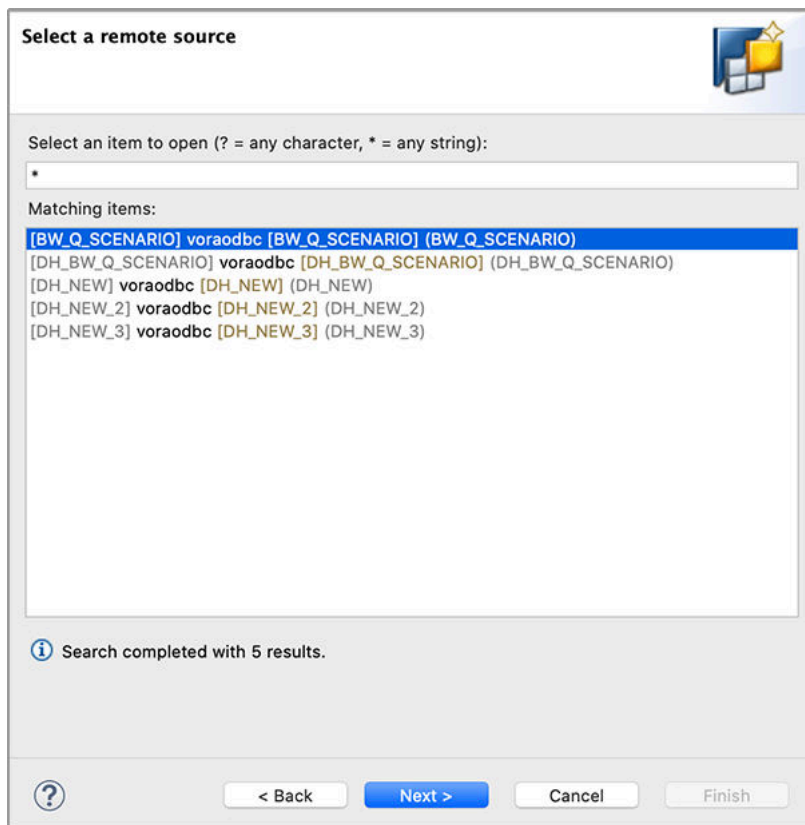 Select a remote source
Select an item to open (? = any character, * = any string):
*
Matching items:
[BW_Q_SCENARIO] voraodbc [BW_Q_SCENARIO] (BW_Q_SCENARIO)
[DH_BW_Q_SCENARIO] voraodbc [DH_BW_Q_SCENARIO] (DH_BW_Q_SCENARIO)
[DH_NEW] voraodbc [DH_NEW] (DH_NEW)
[DH_NEW_2] voraodbc [DH_NEW_2] (DH_NEW_2)
[DH_NEW_3] voraodbc [DH_NEW_3] (DH_NEW_3)
i Search completed with 5 results.
? < Back Next > Cancel Finish